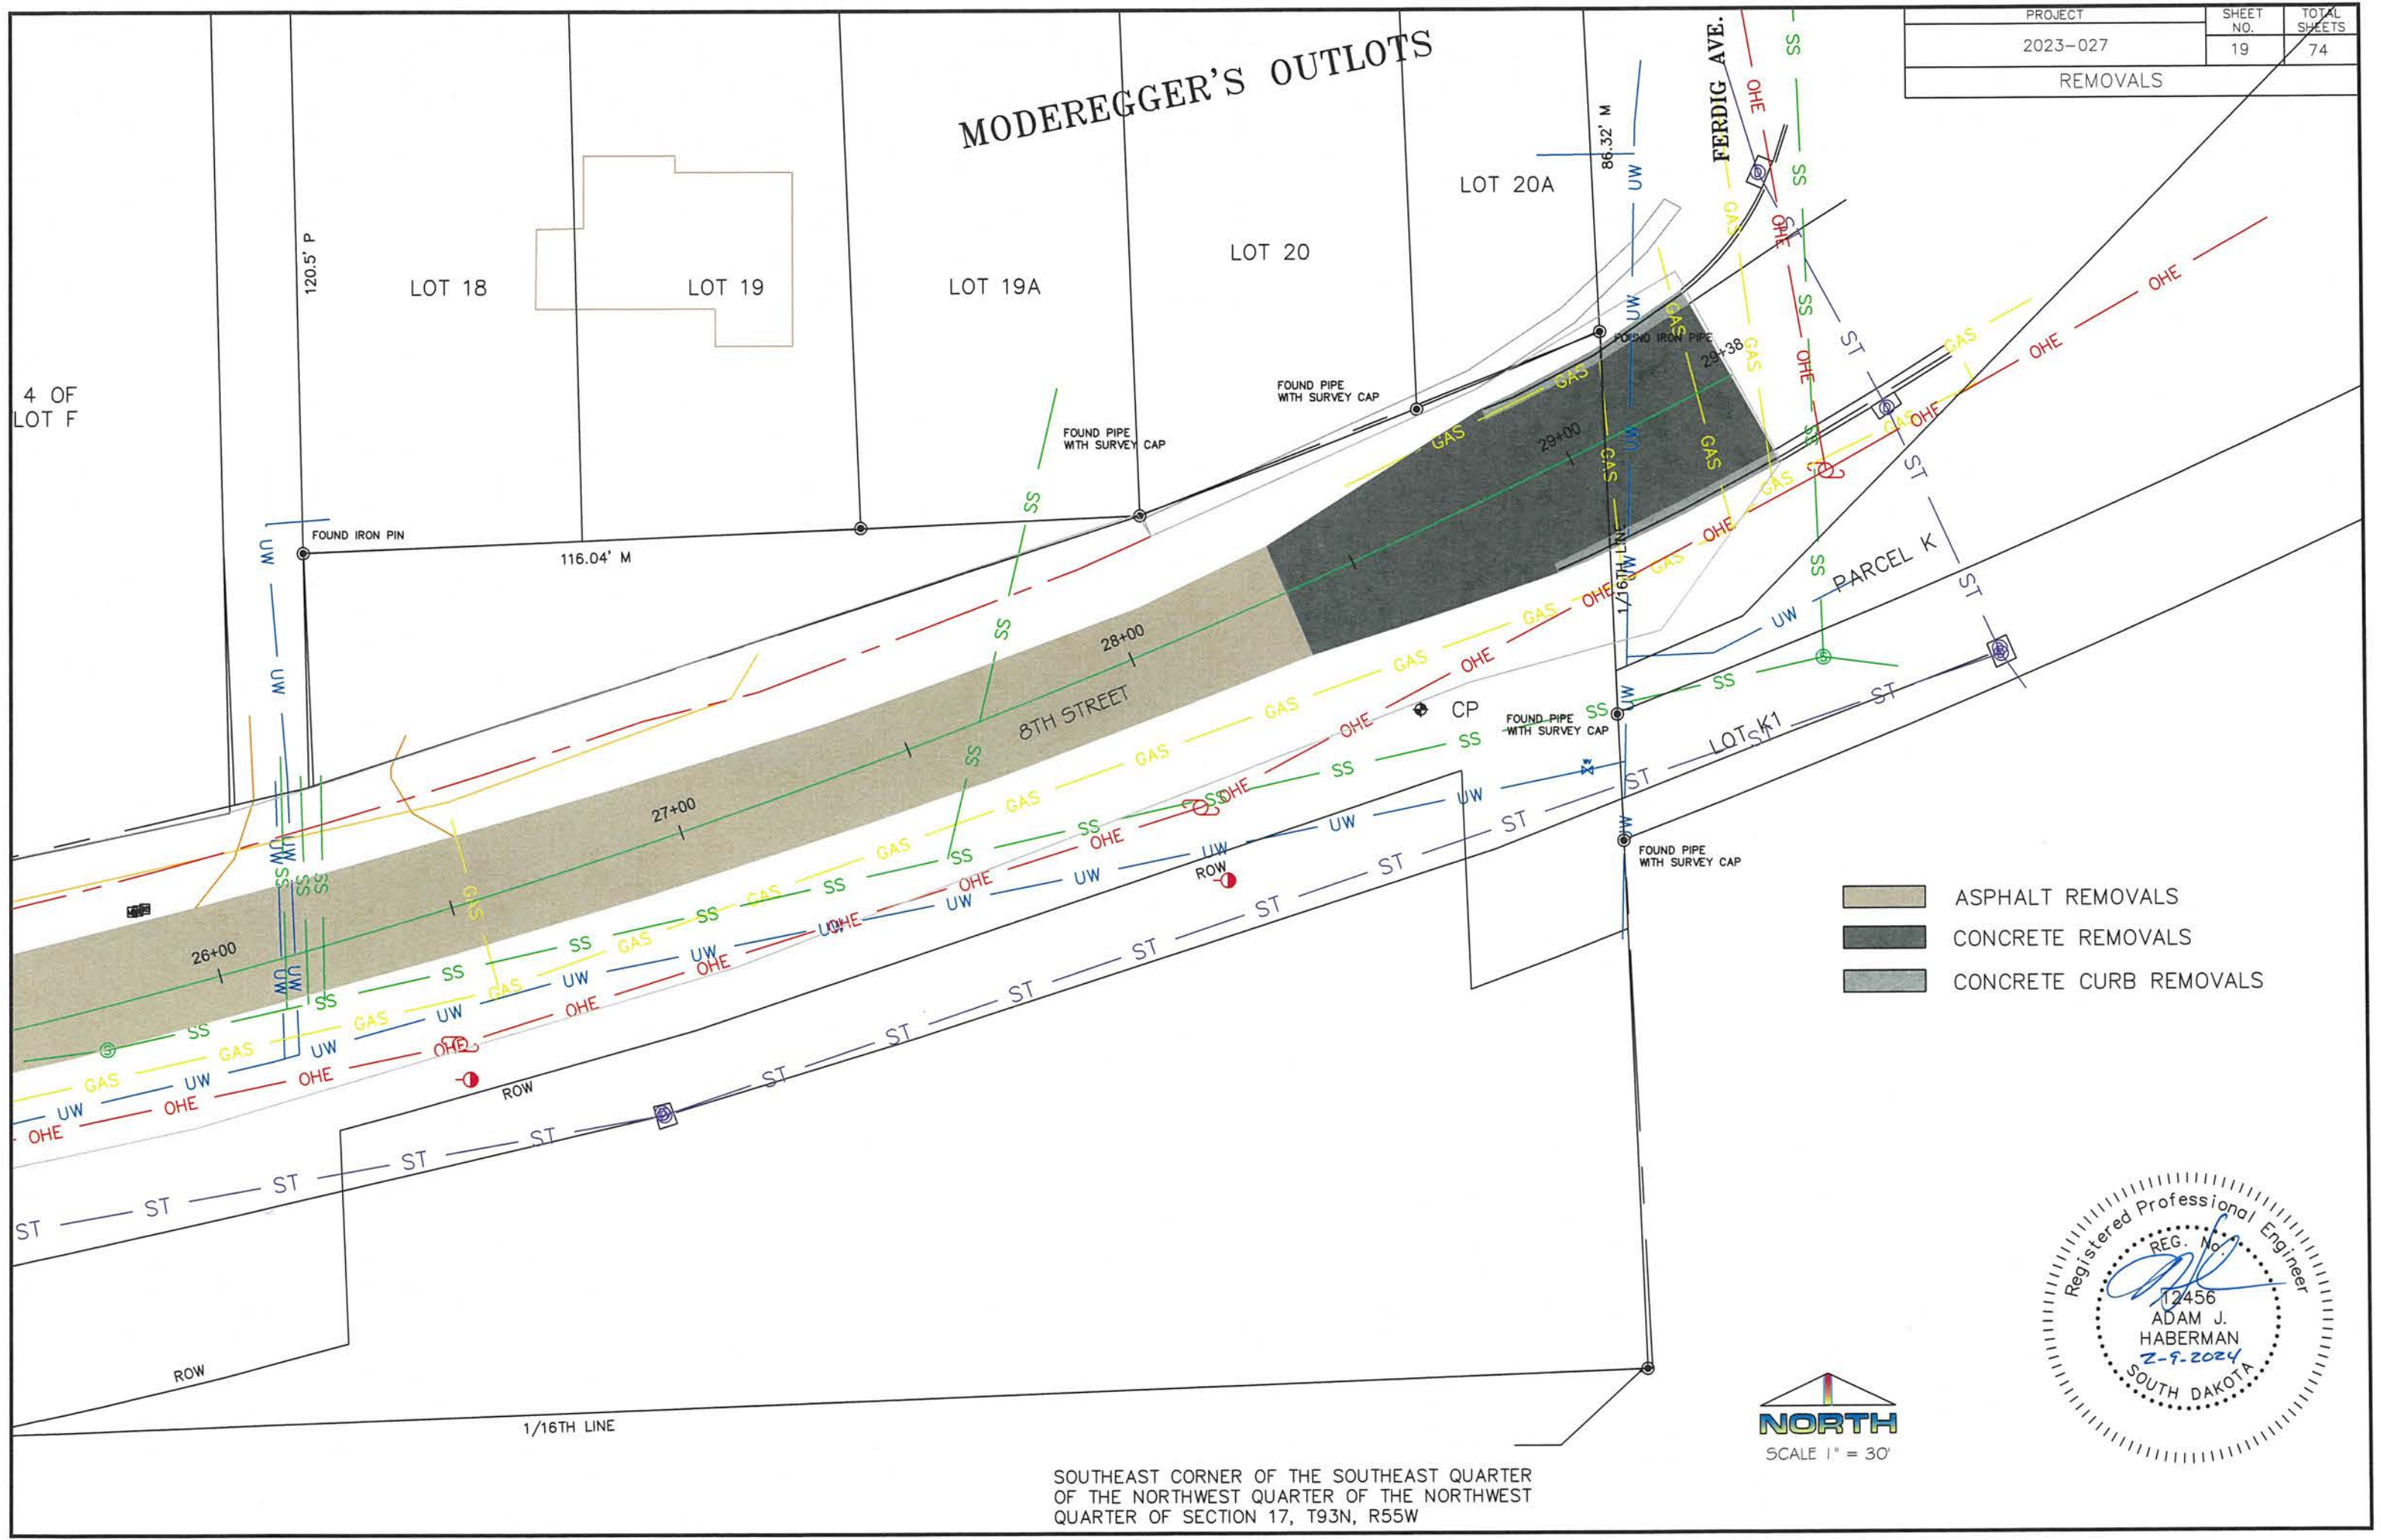 PROJECT
SHEET NO.
TOTAL SHEETS
2023-027
19
74
REMOVALS
MODEREGGER'S OUTLOTS
FERDIG AVE.
86.32' M
120.5' P
LOT 18
LOT 19
LOT 19A
LOT 20
LOT 20A
4 OF
LOT F
FOUND IRON PIPE
29+38
FOUND PIPE
WITH SURVEY CAP
FOUND PIPE
WITH SURVEY CAP
29+00
FOUND IRON PIN
116.04' M
1/16TH LINE
PARCEL K
28+00
8TH STREET
CP
FOUND PIPE
WITH SURVEY CAP
LOT K1
27+00
FOUND PIPE
WITH SURVEY CAP
ROW
26+00
ROW
ROW
SS
GAS
UW
OHE
ST
ASPHALT REMOVALS
CONCRETE REMOVALS
CONCRETE CURB REMOVALS
1/16TH LINE
NORTH
SCALE 1" = 30'
Registered Professional Engineer
REG. No.
12456
ADAM J.
HABERMAN
2-9-2024
SOUTH DAKOTA
SOUTHEAST CORNER OF THE SOUTHEAST QUARTER
OF THE NORTHWEST QUARTER OF THE NORTHWEST
QUARTER OF SECTION 17, T93N, R55W